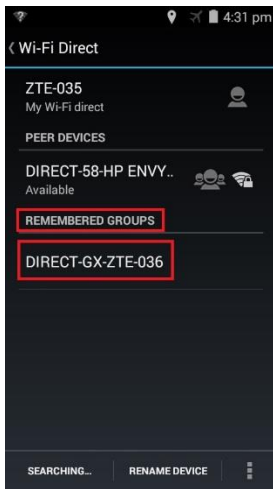 4:31 pm
Wi-Fi Direct
ZTE-035
My Wi-Fi direct
PEER DEVICES
DIRECT-58-HP ENVY..
Available
REMEMBERED GROUPS
DIRECT-GX-ZTE-036
SEARCHING... RENAME DEVICE